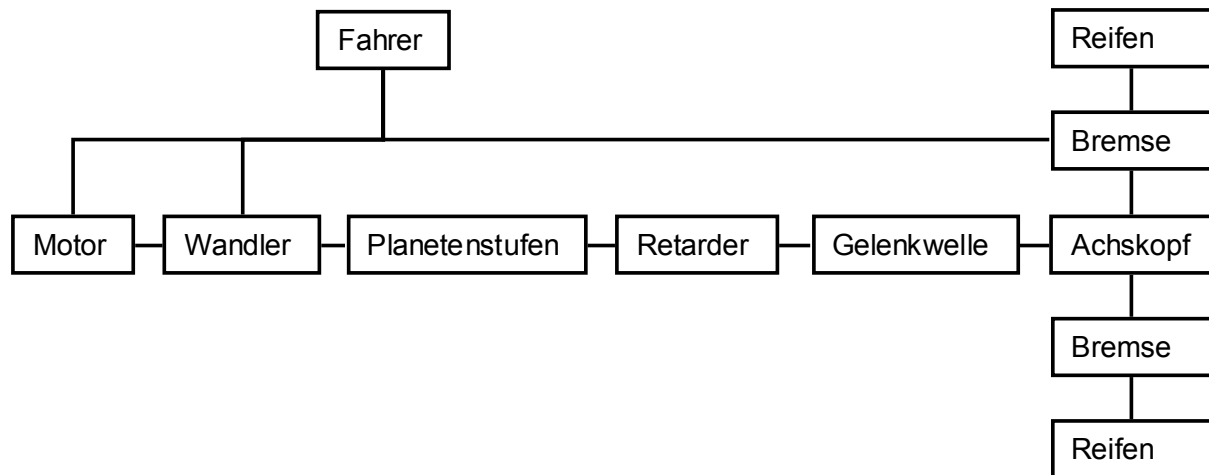 Fahrer
Reifen
Bremse
Motor
Wandler
Planetenstufen
Retarder
Gelenkwelle
Achskopf
Bremse
Reifen